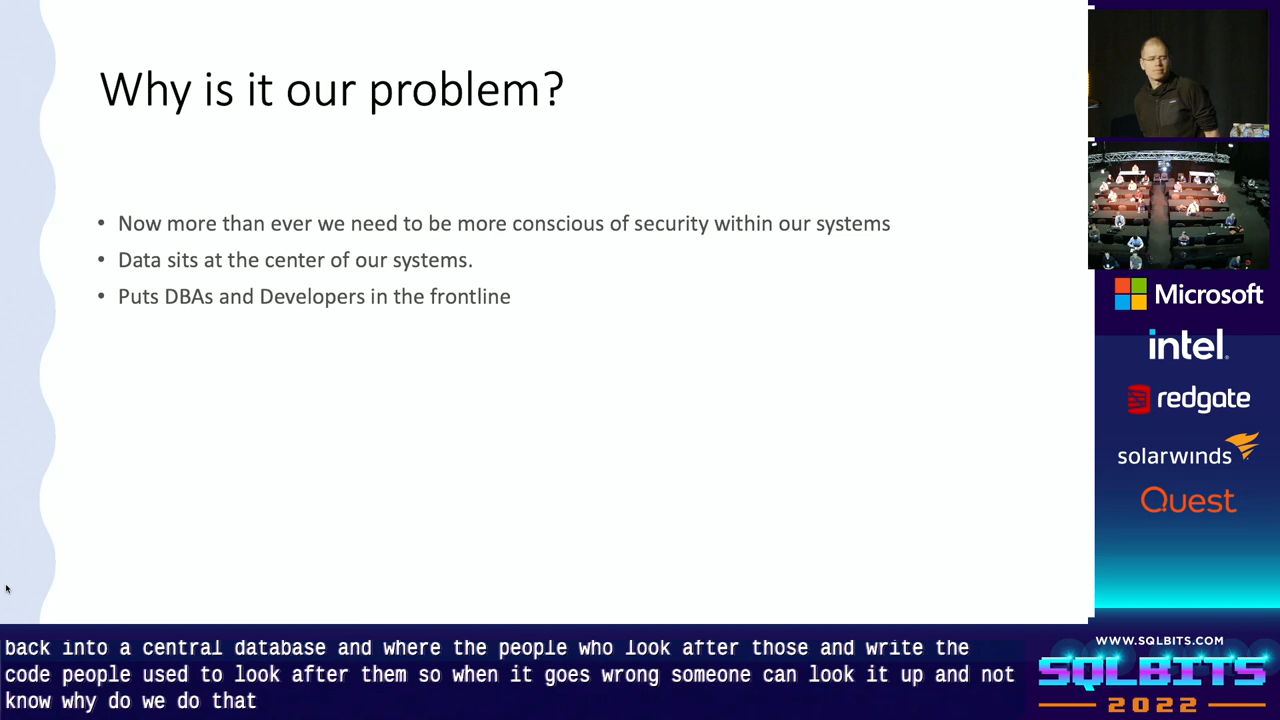 Why is it our problem?
• Now more than ever we need to be more conscious of security within our systems
• Data sits at the center of our systems.
• Puts DBAs and Developers in the frontline
Microsoft
intel.
redgate
solarwinds
Quest
back into a central database and where the people who look after those and write the
code people used to look after them so when it goes wrong someone can look it up and not
know why do we do that
WWW.SQLBITS.COM
SQLBITS
2022